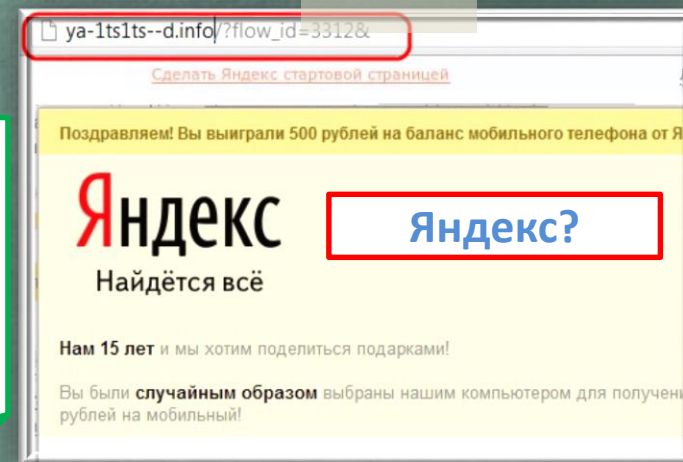 ya-1ts1ts--d.info/?flow_id=3312&
Сделать Яндекс стартовой страницей
Поздравляем! Вы выиграли 500 рублей на баланс мобильного телефона от Я
Яндекс
Яндекс?
Найдётся всё
Нам 15 лет и мы хотим поделиться подарками!
Вы были случайным образом выбраны нашим компьютером для получени
рублей на мобильный!